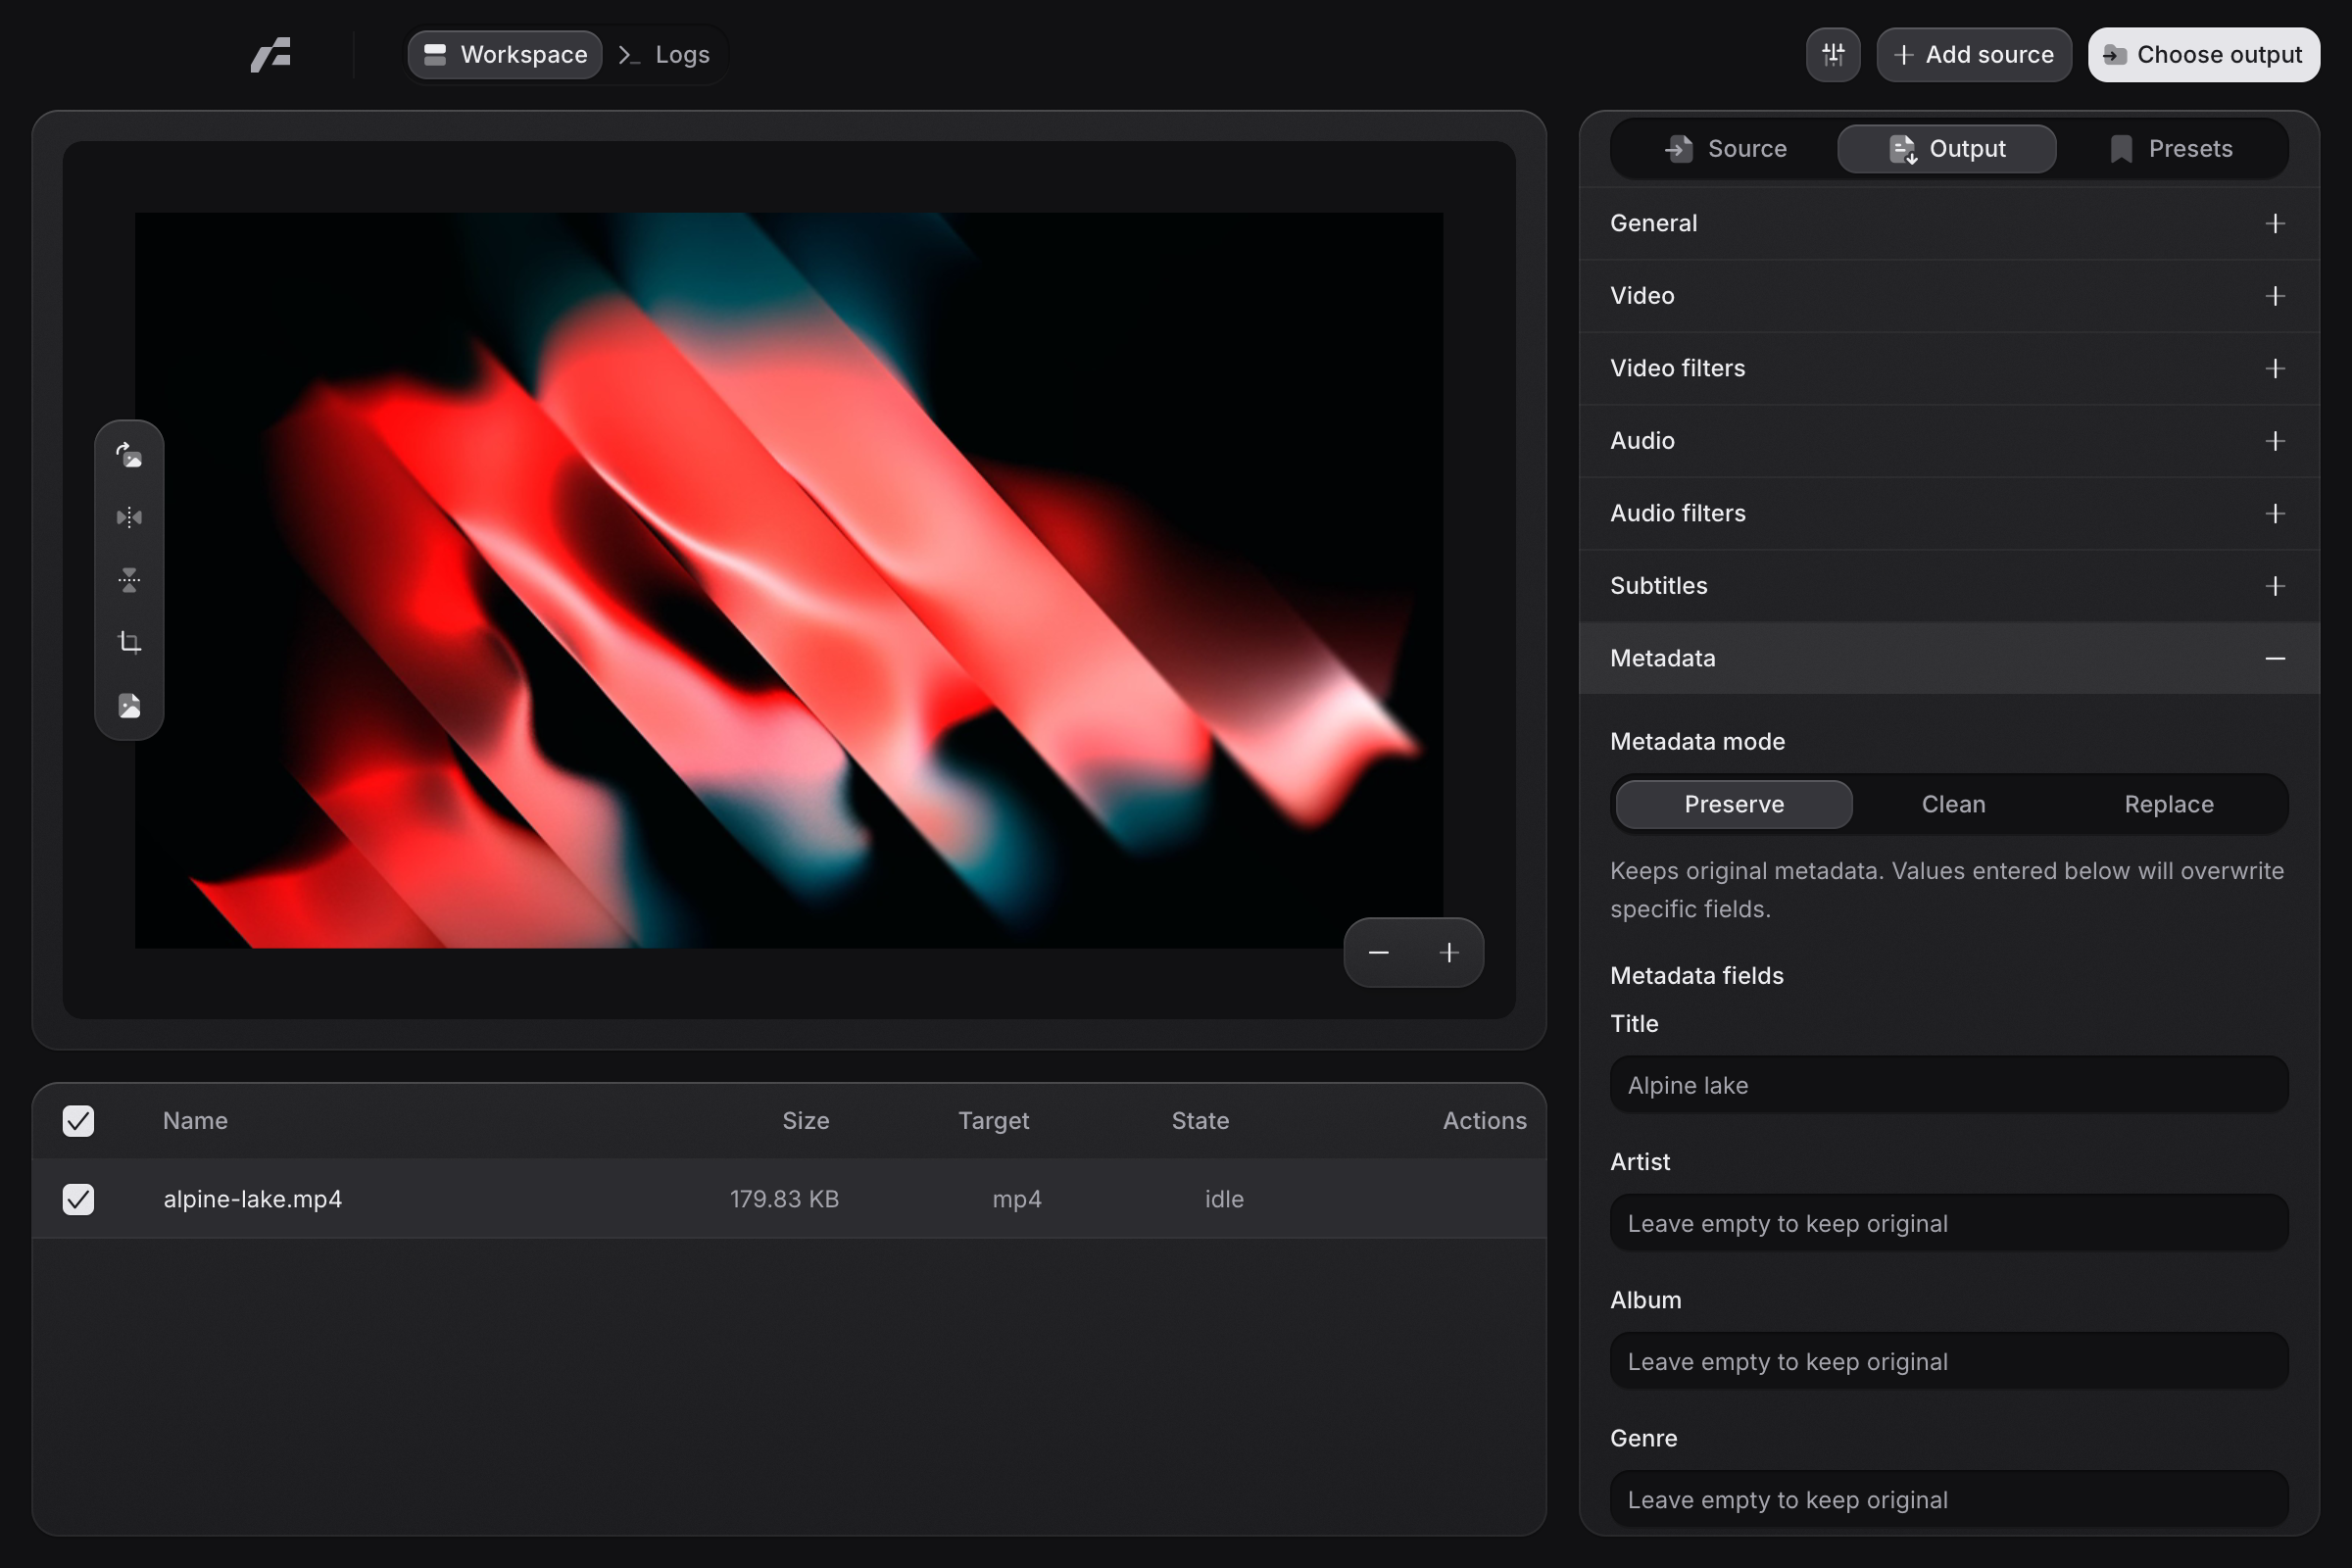 Workspace
Logs
Add source
Choose output
Source
Output
Presets
General
Video
Video filters
Audio
Audio filters
Subtitles
Metadata
Metadata mode
Preserve
Clean
Replace
Keeps original metadata. Values entered below will overwrite
specific fields.
Metadata fields
Title
Alpine lake
Artist
Leave empty to keep original
Album
Leave empty to keep original
Genre
Leave empty to keep original
Name
Size
Target
State
Actions
alpine-lake.mp4
179.83 KB
mp4
idle